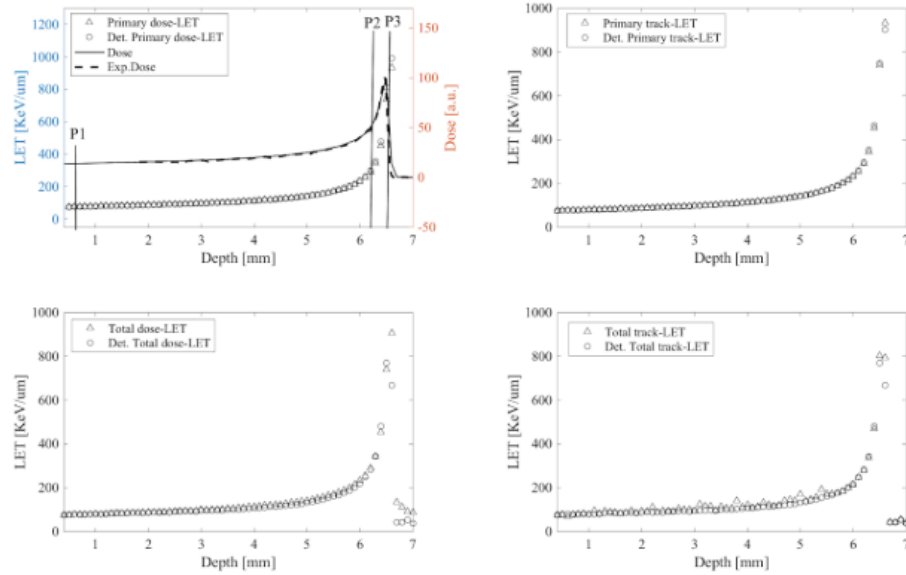 P2 P3
1200
1000
800
600
400
200
0
LET [KeV/um]
Primary dose-LET
Det. Primary dose-LET
Dose
Exp.Dose
P1
150
100
50
0
-50
Dose [a.u.]
1 2 3 4 5 6 7
Depth [mm]
1000
800
600
400
200
0
LET [KeV/um]
Primary track-LET
Det. Primary track-LET
1 2 3 4 5 6 7
Depth [mm]
1000
800
600
400
200
0
LET [KeV/um]
Total dose-LET
Det. Total dose-LET
1 2 3 4 5 6 7
Depth [mm]
1000
800
600
400
200
0
LET [KeV/um]
Total track-LET
Det. Total track-LET
1 2 3 4 5 6 7
Depth [mm]